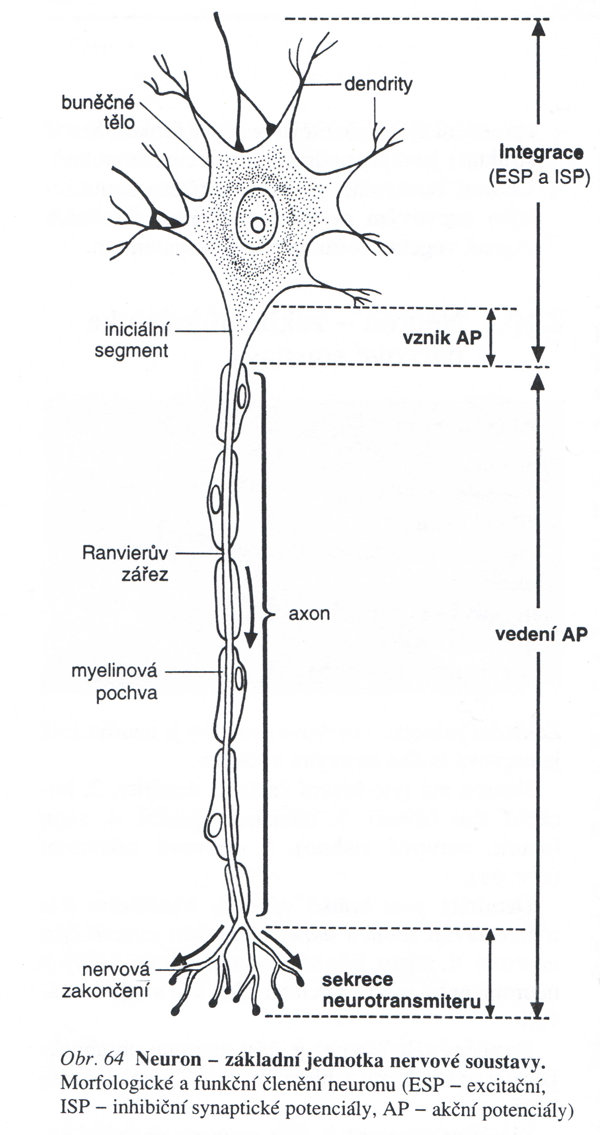 dendrity
buněčné
tělo
Integrace
(ESP a ISP)
iniciální
segment
vznik AP
Ranvierův
zářez
axon
vedení AP
myelinová
pochva
nervová
zakončení
sekrece
neurotransmiteru
Obr. 64 Neuron – základní jednotka nervové soustavy.
Morfologické a funkční členění neuronu (ESP – excitační,
ISP – inhibiční synaptické potenciály, AP – akční potenciály)